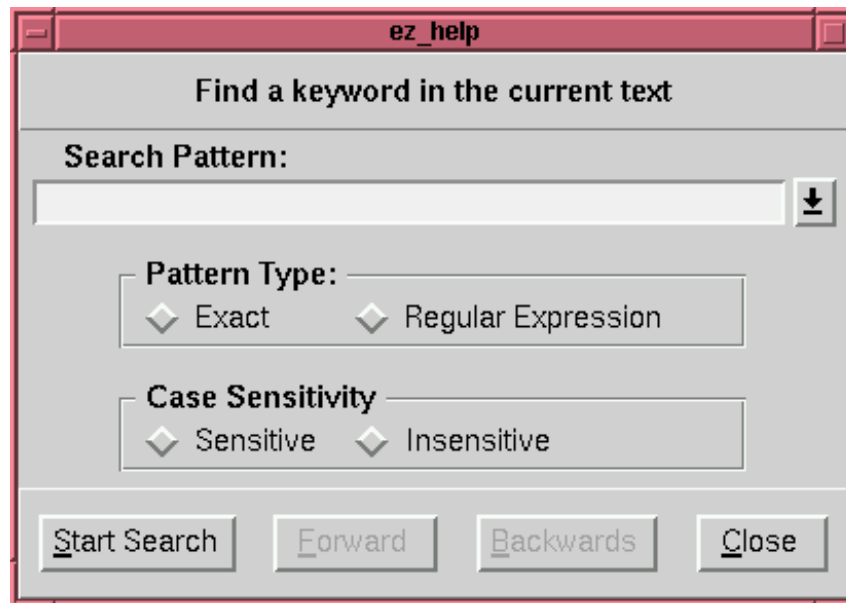 ez_help
Find a keyword in the current text
Search Pattern:
Pattern Type:
Exact Regular Expression
Case Sensitivity
Sensitive Insensitive
Start Search Forward Backwards Close